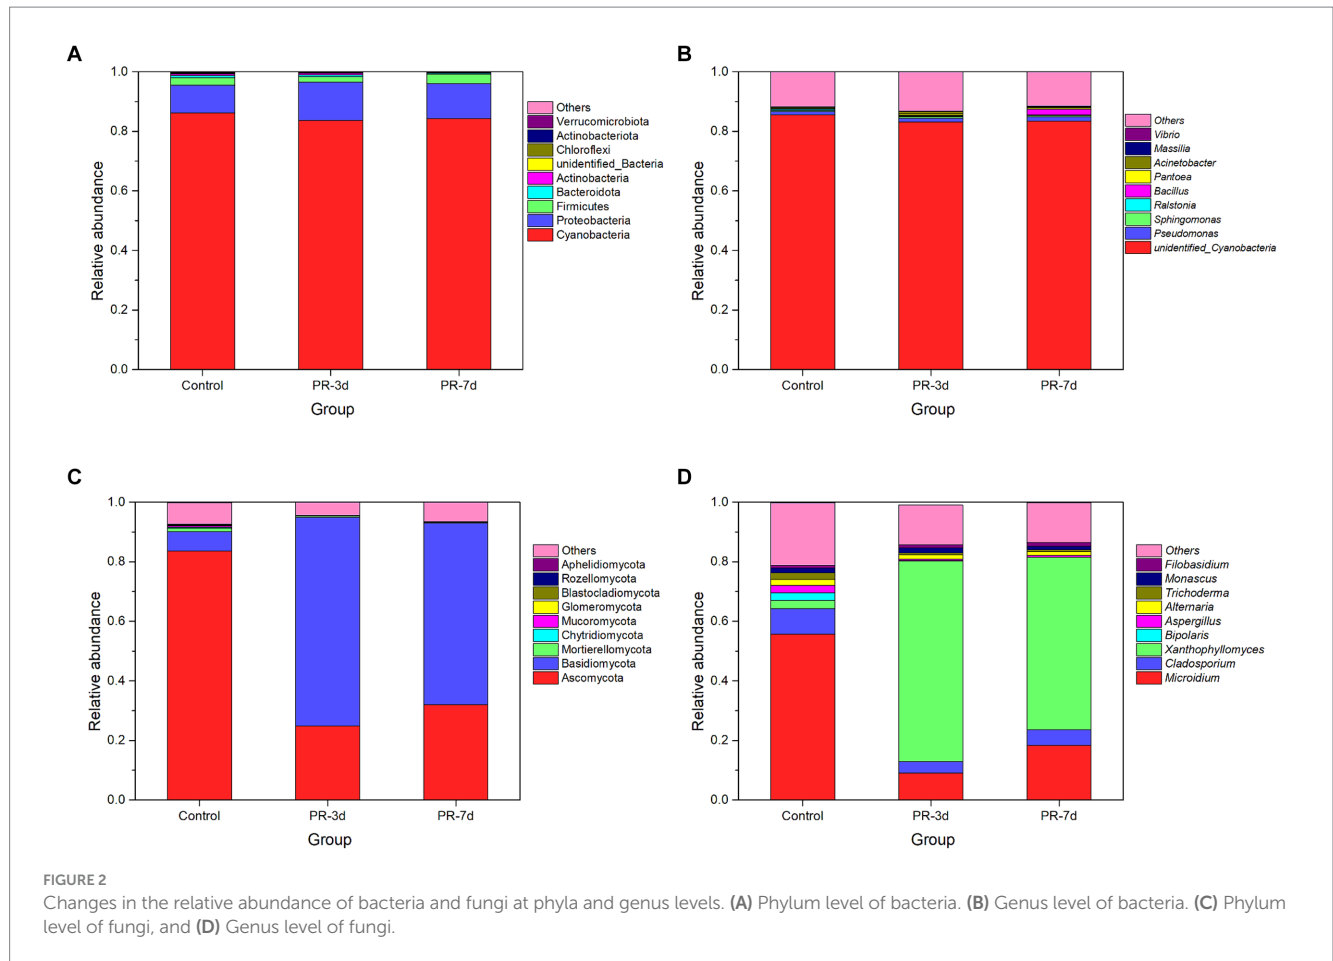 A
Relative abundance
1.0
0.8
0.6
0.4
0.2
0.0
Control
PR-3d
PR-7d
Group
Others
Verrucomicrobiota
Actinobacteriota
Chloroflexi
unidentified_Bacteria
Actinobacteria
Bacteroidota
Firmicutes
Proteobacteria
Cyanobacteria
B
Relative abundance
1.0
0.8
0.6
0.4
0.2
0.0
Control
PR-3d
PR-7d
Group
Others
Vibrio
Massilia
Acinetobacter
Pantoea
Bacillus
Ralstonia
Sphingomonas
Pseudomonas
unidentified_Cyanobacteria
C
Relative abundance
1.0
0.8
0.6
0.4
0.2
0.0
Control
PR-3d
PR-7d
Group
Others
Aphelidiomycota
Rozellomycota
Blastocladiomycota
Glomeromycota
Mucoromycota
Chytridiomycota
Mortierellomycota
Basidiomycota
Ascomycota
D
Relative abundance
1.0
0.8
0.6
0.4
0.2
0.0
Control
PR-3d
PR-7d
Group
Others
Filobasidium
Monascus
Trichoderma
Alternaria
Aspergillus
Bipolaris
Xanthophyllomyces
Cladosporium
Microidium
FIGURE 2
Changes in the relative abundance of bacteria and fungi at phyla and genus levels. (A) Phylum level of bacteria. (B) Genus level of bacteria. (C) Phylum
level of fungi, and (D) Genus level of fungi.